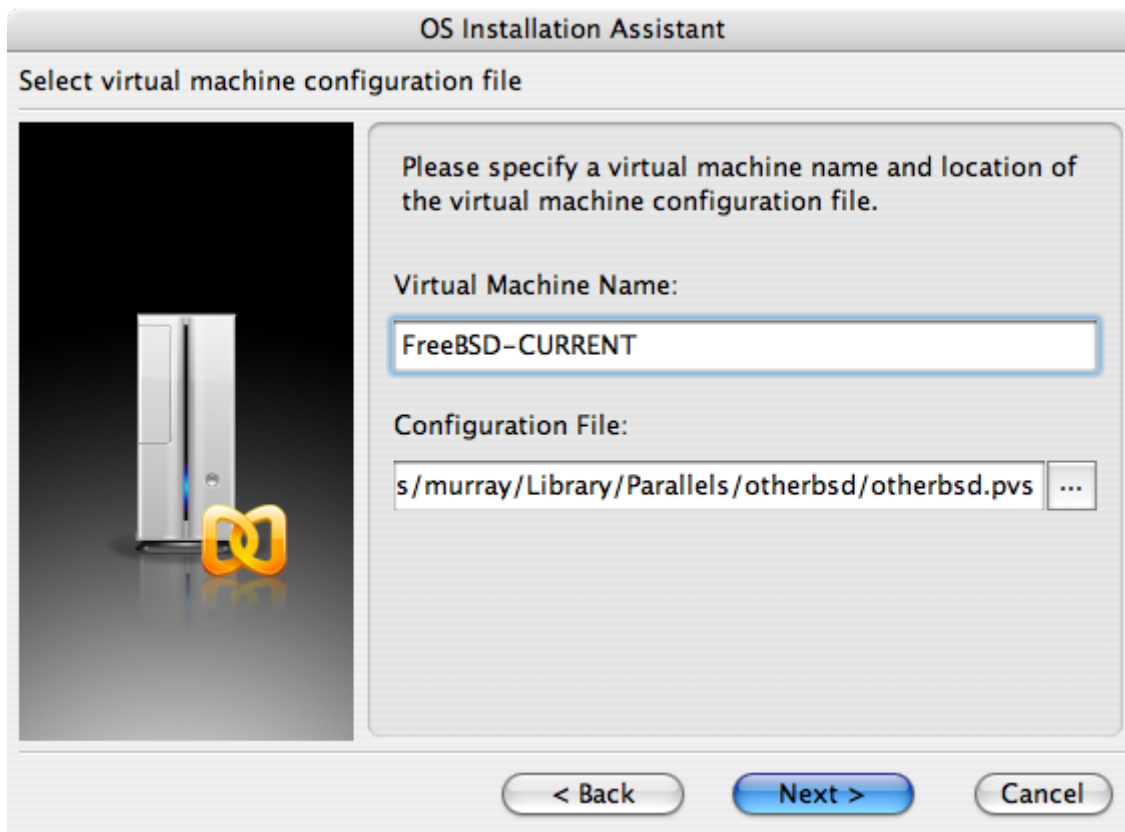 OS Installation Assistant
Select virtual machine configuration file
Please specify a virtual machine name and location of
the virtual machine configuration file.
Virtual Machine Name:
FreeBSD-CURRENT
Configuration File:
s/murray/Library/Parallels/otherbsd/otherbsd.pvs ...
< Back Next > Cancel